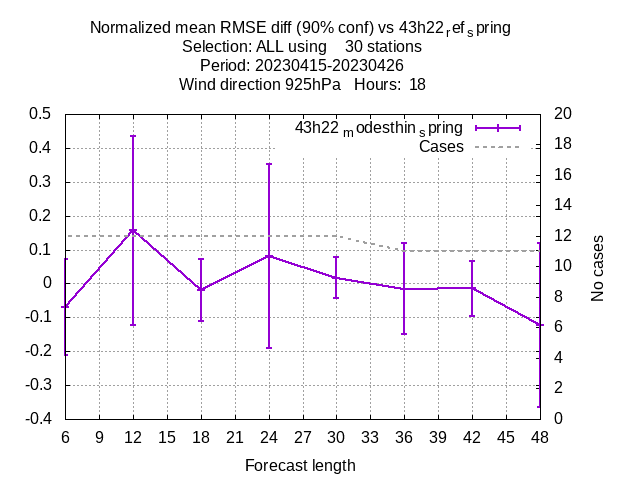 Normalized mean RMSE diff (90% conf) vs 43h22refspring
Selection: ALL using    30 stations
Period: 20230415-20230426
Wind direction 925hPa   Hours:  18
43h22modesthinspring
Cases
0.5
0.4
0.3
0.2
0.1
0
-0.1
-0.2
-0.3
-0.4
20
18
16
14
12
10
8
6
4
2
0
No cases
6 9 12 15 18 21 24 27 30 33 36 39 42 45 48
Forecast length